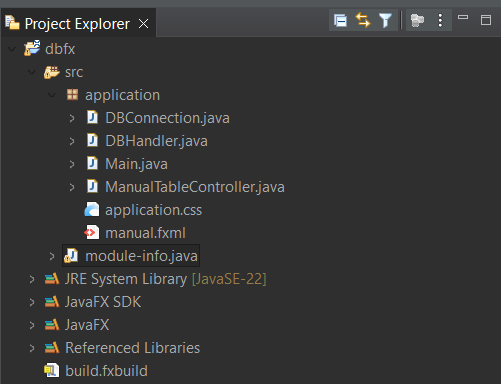 Project Explorer
dbfx
src
application
DBConnection.java
DBHandler.java
Main.java
ManualTableController.java
application.css
manual.fxml
module-info.java
JRE System Library [JavaSE-22]
JavaFX SDK
JavaFX
Referenced Libraries
build.fxbuild